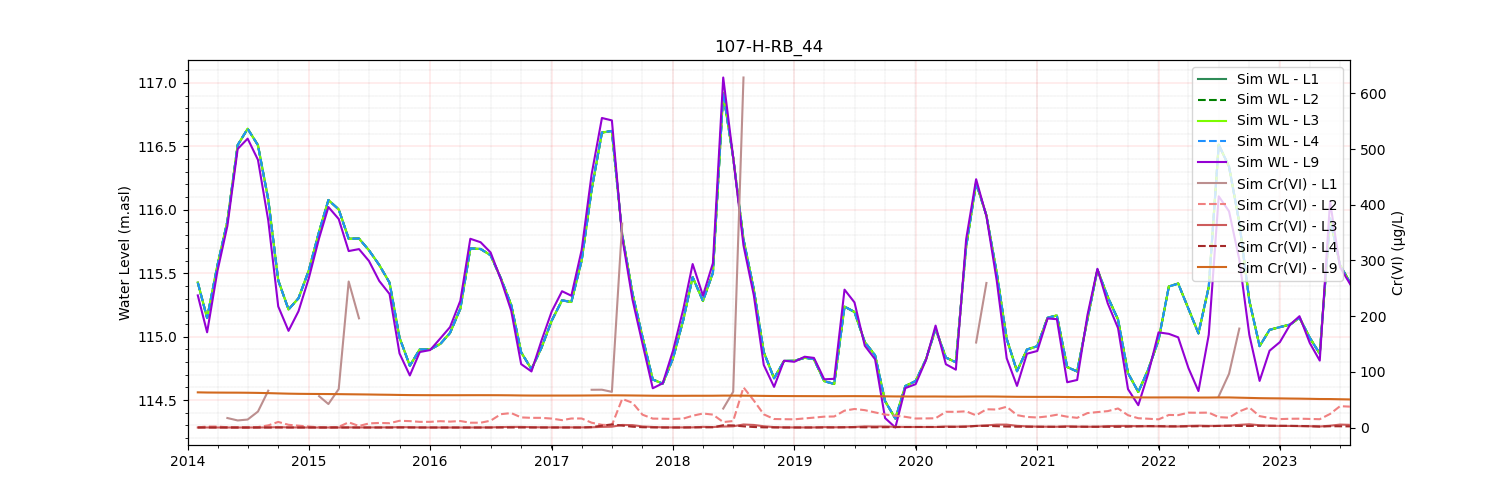 107-H-RB_44
117.0
116.5
116.0
115.5
115.0
114.5
Water Level (m.asl)
600
500
400
300
200
100
0
Cr(VI) (µg/L)
2014
2015
2016
2017
2018
2019
2020
2021
2022
2023
Sim WL - L1
Sim WL - L2
Sim WL - L3
Sim WL - L4
Sim WL - L9
Sim Cr(VI) - L1
Sim Cr(VI) - L2
Sim Cr(VI) - L3
Sim Cr(VI) - L4
Sim Cr(VI) - L9